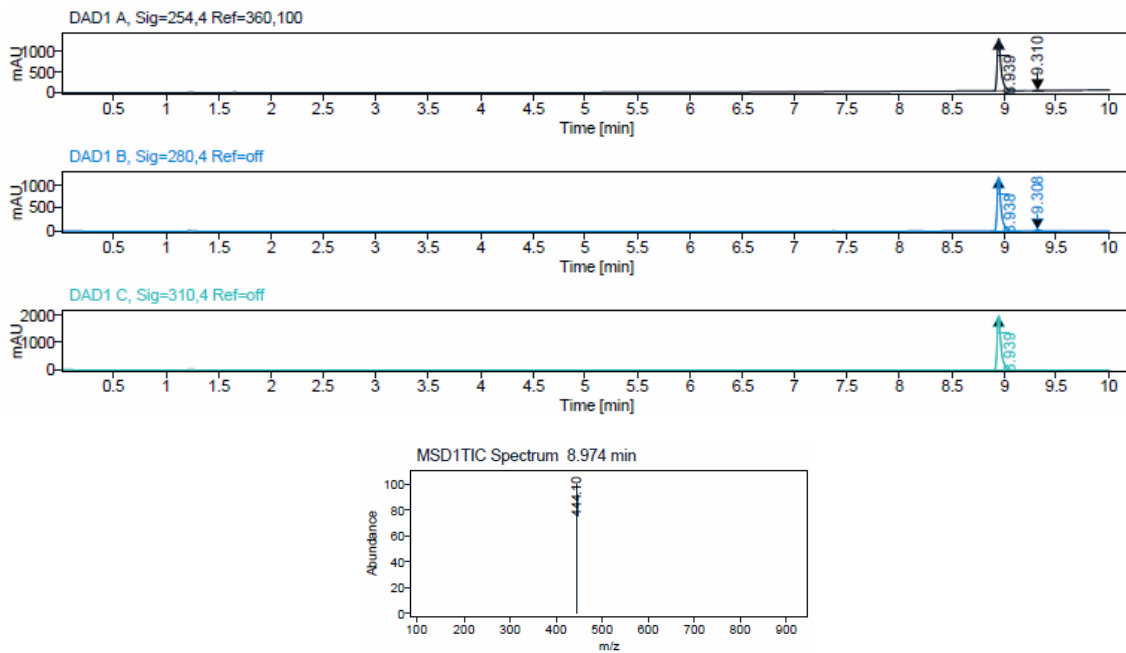 DAD1 A, Sig=254,4 Ref=360,100
mAU
1000
500
0
8.939
9.310
0.5 1 1.5 2 2.5 3 3.5 4 4.5 5 5.5 6 6.5 7 7.5 8 8.5 9 9.5 10
Time [min]
DAD1 B, Sig=280,4 Ref=off
mAU
1000
500
0
8.938
9.308
0.5 1 1.5 2 2.5 3 3.5 4 4.5 5 5.5 6 6.5 7 7.5 8 8.5 9 9.5 10
Time [min]
DAD1 C, Sig=310,4 Ref=off
mAU
2000
1000
0
8.939
0.5 1 1.5 2 2.5 3 3.5 4 4.5 5 5.5 6 6.5 7 7.5 8 8.5 9 9.5 10
Time [min]
MSD1TIC Spectrum 8.974 min
Abundance
100
80
60
40
20
0
444.10
100 200 300 400 500 600 700 800 900
m/z